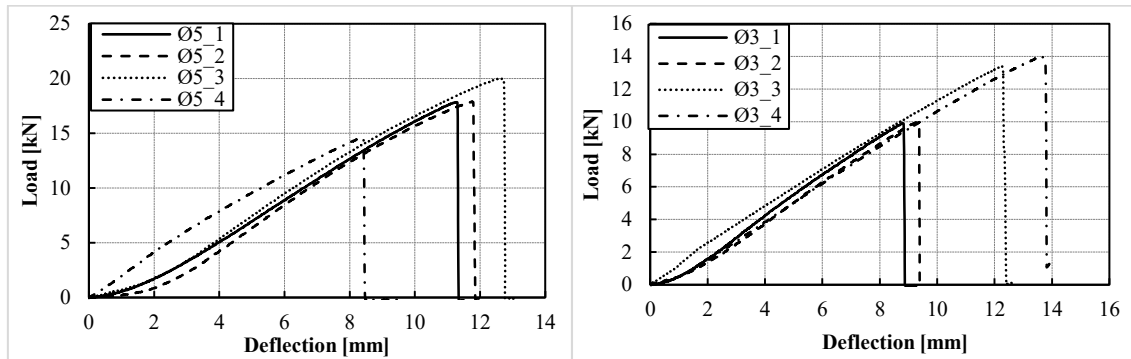 25
20
15
10
5
0
Load [kN]
Ø5_1
Ø5_2
Ø5_3
Ø5_4
0 2 4 6 8 10 12 14
Deflection [mm]
16
14
12
10
8
6
4
2
0
Load [kN]
Ø3_1
Ø3_2
Ø3_3
Ø3_4
0 2 4 6 8 10 12 14 16
Deflection [mm]